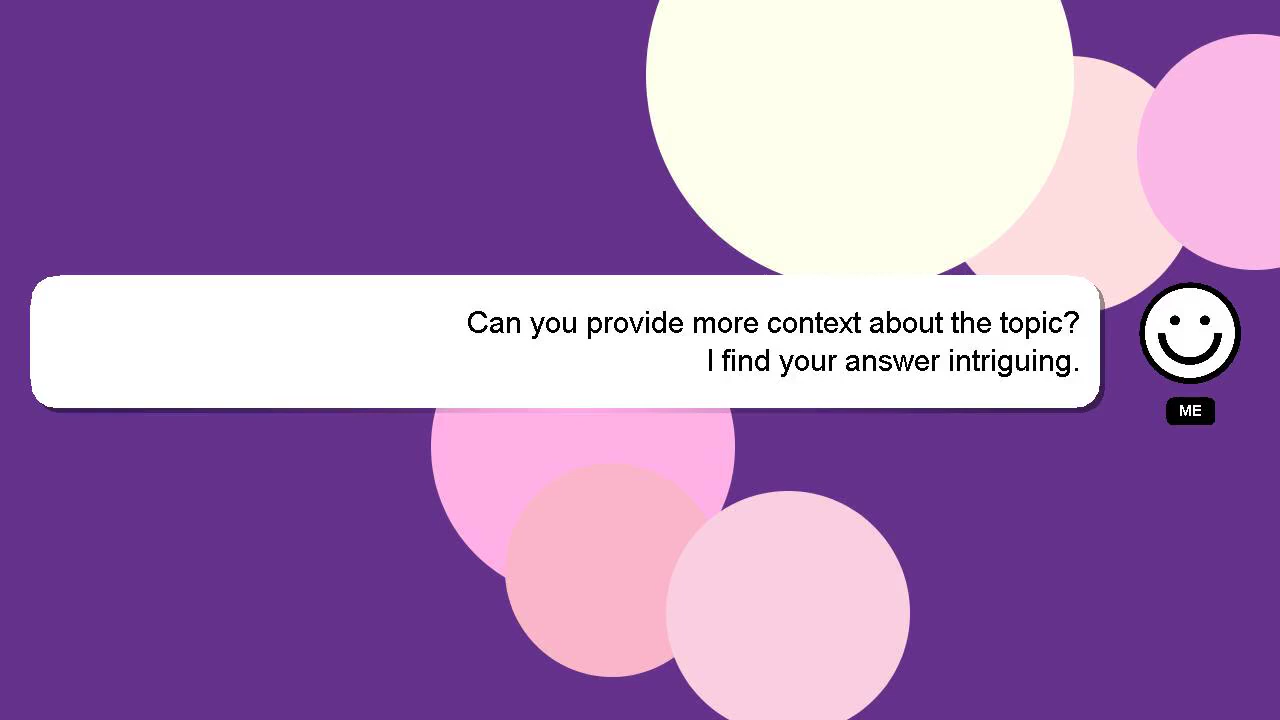 Can you provide more context about the topic?
I find your answer intriguing.
ME